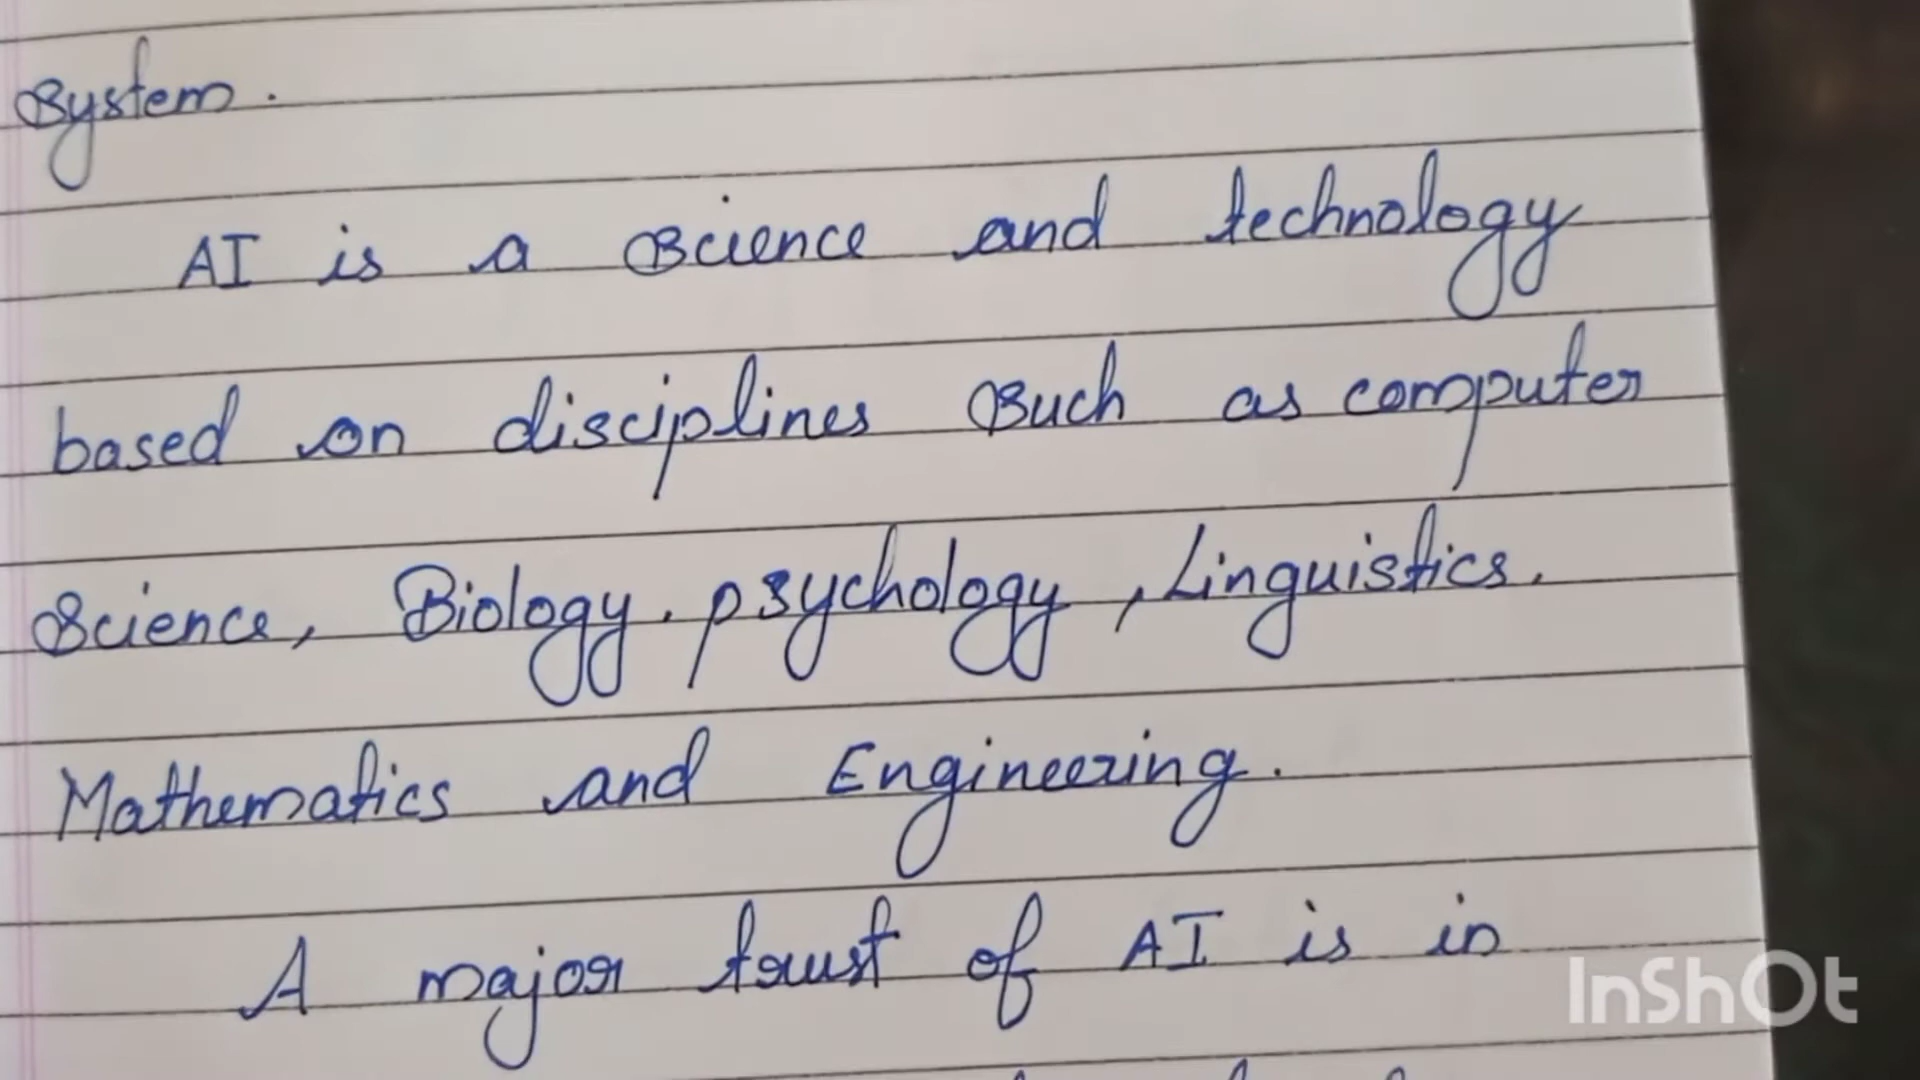 System.
AI is a science and technology
based on disciplines such as computer
Science, Biology, psychology, Linguistics,
Mathematics and Engineering.
A major trust of AI is in
InShOt